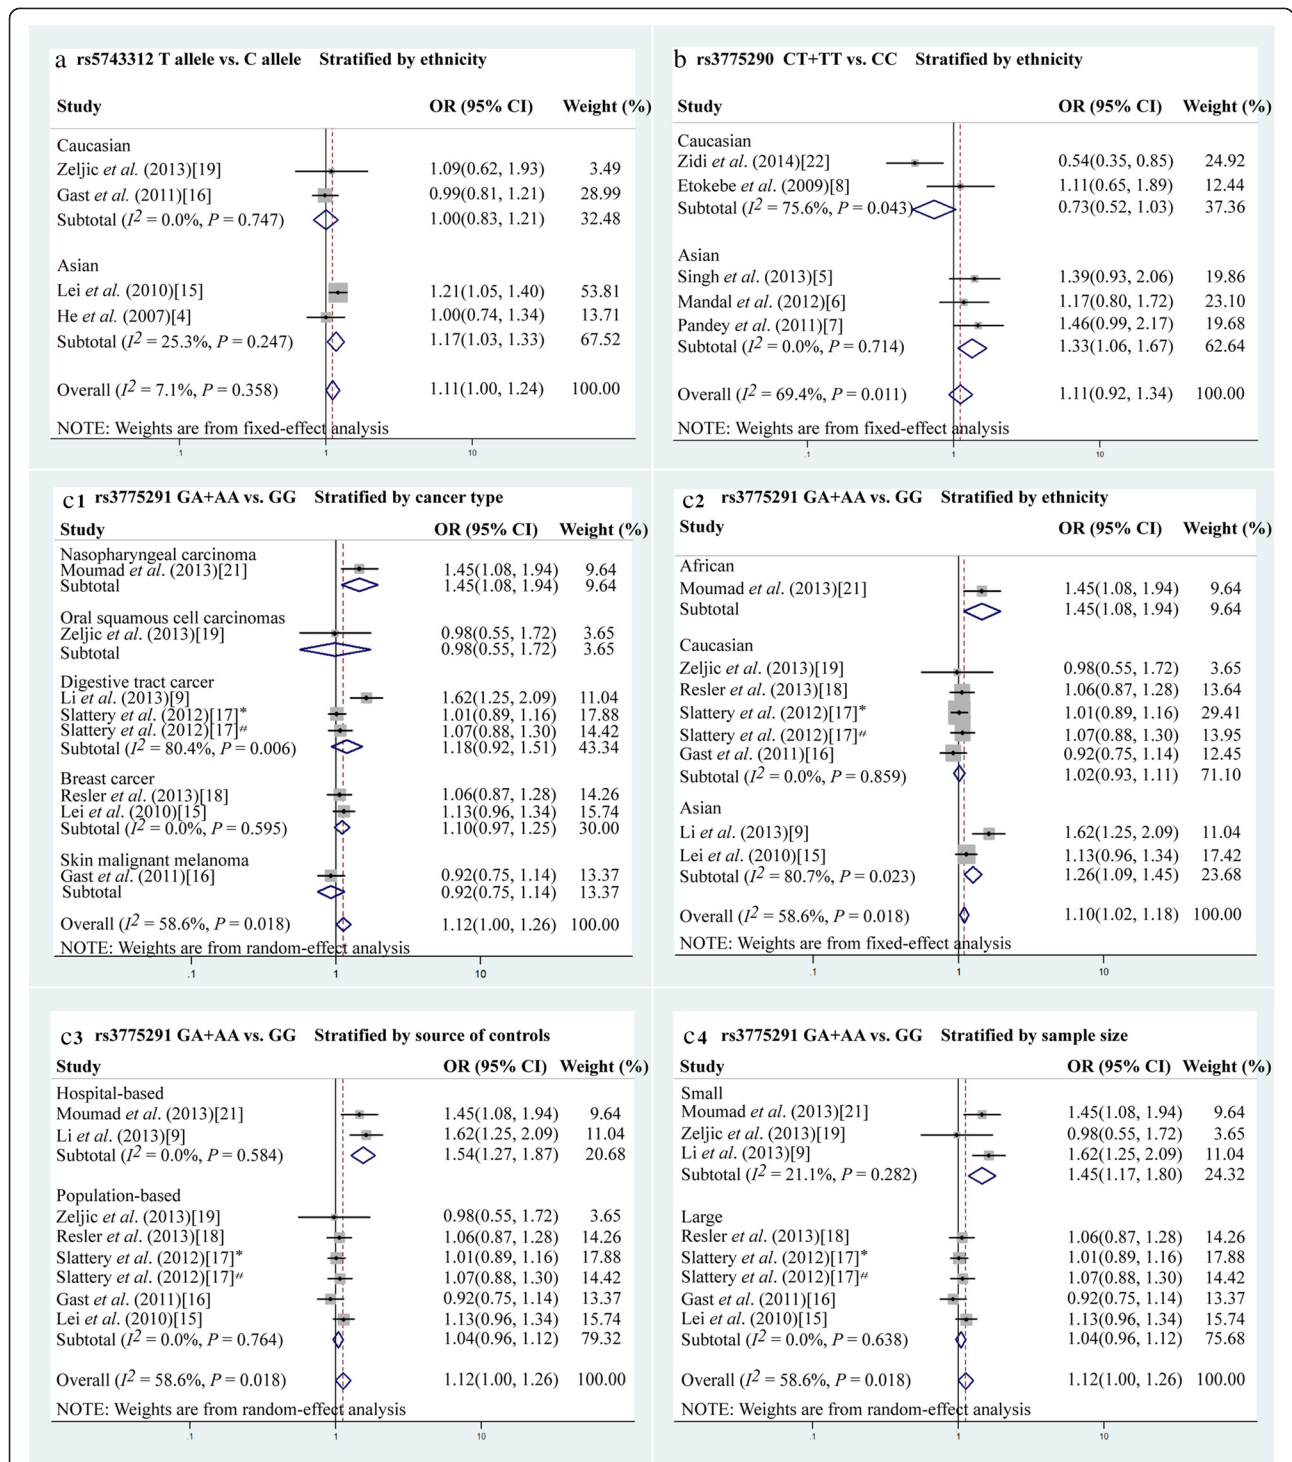 a rs5743312 T allele vs. C allele Stratified by ethnicity
Study OR (95% CI) Weight (%)
Caucasian
Zeljic et al. (2013)[19] 1.09(0.62, 1.93) 3.49
Gast et al. (2011)[16] 0.99(0.81, 1.21) 28.99
Subtotal (I2 = 0.0%, P = 0.747) 1.00(0.83, 1.21) 32.48
Asian
Lei et al. (2010)[15] 1.21(1.05, 1.40) 53.81
He et al. (2007)[4] 1.00(0.74, 1.34) 13.71
Subtotal (I2 = 25.3%, P = 0.247) 1.17(1.03, 1.33) 67.52
Overall (I2 = 7.1%, P = 0.358) 1.11(1.00, 1.24) 100.00
NOTE: Weights are from fixed-effect analysis
.1 1 10
b rs3775290 CT+TT vs. CC Stratified by ethnicity
Study OR (95% CI) Weight (%)
Caucasian
Zidi et al. (2014)[22] 0.54(0.35, 0.85) 24.92
Etokebe et al. (2009)[8] 1.11(0.65, 1.89) 12.44
Subtotal (I2 = 75.6%, P = 0.043) 0.73(0.52, 1.03) 37.36
Asian
Singh et al. (2013)[5] 1.39(0.93, 2.06) 19.86
Mandal et al. (2012)[6] 1.17(0.80, 1.72) 23.10
Pandey et al. (2011)[7] 1.46(0.99, 2.17) 19.68
Subtotal (I2 = 0.0%, P = 0.714) 1.33(1.06, 1.67) 62.64
Overall (I2 = 69.4%, P = 0.011) 1.11(0.92, 1.34) 100.00
NOTE: Weights are from fixed-effect analysis
.1 1 10
c1 rs3775291 GA+AA vs. GG Stratified by cancer type
Study OR (95% CI) Weight (%)
Nasopharyngeal carcinoma
Moumad et al. (2013)[21] 1.45(1.08, 1.94) 9.64
Subtotal 1.45(1.08, 1.94) 9.64
Oral squamous cell carcinomas
Zeljic et al. (2013)[19] 0.98(0.55, 1.72) 3.65
Subtotal 0.98(0.55, 1.72) 3.65
Digestive tract carcer
Li et al. (2013)[9] 1.62(1.25, 2.09) 11.04
Slattery et al. (2012)[17]* 1.01(0.89, 1.16) 17.88
Slattery et al. (2012)[17]# 1.07(0.88, 1.30) 14.42
Subtotal (I2 = 80.4%, P = 0.006) 1.18(0.92, 1.51) 43.34
Breast carcer
Resler et al. (2013)[18] 1.06(0.87, 1.28) 14.26
Lei et al. (2010)[15] 1.13(0.96, 1.34) 15.74
Subtotal (I2 = 0.0%, P = 0.595) 1.10(0.97, 1.25) 30.00
Skin malignant melanoma
Gast et al. (2011)[16] 0.92(0.75, 1.14) 13.37
Subtotal 0.92(0.75, 1.14) 13.37
Overall (I2 = 58.6%, P = 0.018) 1.12(1.00, 1.26) 100.00
NOTE: Weights are from random-effect analysis
.1 1 10
c2 rs3775291 GA+AA vs. GG Stratified by ethnicity
Study OR (95% CI) Weight (%)
African
Moumad et al. (2013)[21] 1.45(1.08, 1.94) 9.64
Subtotal 1.45(1.08, 1.94) 9.64
Caucasian
Zeljic et al. (2013)[19] 0.98(0.55, 1.72) 3.65
Resler et al. (2013)[18] 1.06(0.87, 1.28) 13.64
Slattery et al. (2012)[17]* 1.01(0.89, 1.16) 29.41
Slattery et al. (2012)[17]# 1.07(0.88, 1.30) 13.95
Gast et al. (2011)[16] 0.92(0.75, 1.14) 12.45
Subtotal (I2 = 0.0%, P = 0.859) 1.02(0.93, 1.11) 71.10
Asian
Li et al. (2013)[9] 1.62(1.25, 2.09) 11.04
Lei et al. (2010)[15] 1.13(0.96, 1.34) 17.42
Subtotal (I2 = 80.7%, P = 0.023) 1.26(1.09, 1.45) 23.68
Overall (I2 = 58.6%, P = 0.018) 1.10(1.02, 1.18) 100.00
NOTE: Weights are from fixed-effect analysis
.1 1 10
c3 rs3775291 GA+AA vs. GG Stratified by source of controls
Study OR (95% CI) Weight (%)
Hospital-based
Moumad et al. (2013)[21] 1.45(1.08, 1.94) 9.64
Li et al. (2013)[9] 1.62(1.25, 2.09) 11.04
Subtotal (I2 = 0.0%, P = 0.584) 1.54(1.27, 1.87) 20.68
Population-based
Zeljic et al. (2013)[19] 0.98(0.55, 1.72) 3.65
Resler et al. (2013)[18] 1.06(0.87, 1.28) 14.26
Slattery et al. (2012)[17]* 1.01(0.89, 1.16) 17.88
Slattery et al. (2012)[17]# 1.07(0.88, 1.30) 14.42
Gast et al. (2011)[16] 0.92(0.75, 1.14) 13.37
Lei et al. (2010)[15] 1.13(0.96, 1.34) 15.74
Subtotal (I2 = 0.0%, P = 0.764) 1.04(0.96, 1.12) 79.32
Overall (I2 = 58.6%, P = 0.018) 1.12(1.00, 1.26) 100.00
NOTE: Weights are from random-effect analysis
.1 1 10
c4 rs3775291 GA+AA vs. GG Stratified by sample size
Study OR (95% CI) Weight (%)
Small
Moumad et al. (2013)[21] 1.45(1.08, 1.94) 9.64
Zeljic et al. (2013)[19] 0.98(0.55, 1.72) 3.65
Li et al. (2013)[9] 1.62(1.25, 2.09) 11.04
Subtotal (I2 = 21.1%, P = 0.282) 1.45(1.17, 1.80) 24.32
Large
Resler et al. (2013)[18] 1.06(0.87, 1.28) 14.26
Slattery et al. (2012)[17]* 1.01(0.89, 1.16) 17.88
Slattery et al. (2012)[17]# 1.07(0.88, 1.30) 14.42
Gast et al. (2011)[16] 0.92(0.75, 1.14) 13.37
Lei et al. (2010)[15] 1.13(0.96, 1.34) 15.74
Subtotal (I2 = 0.0%, P = 0.638) 1.04(0.96, 1.12) 75.68
Overall (I2 = 58.6%, P = 0.018) 1.12(1.00, 1.26) 100.00
NOTE: Weights are from random-effect analysis
.1 1 10